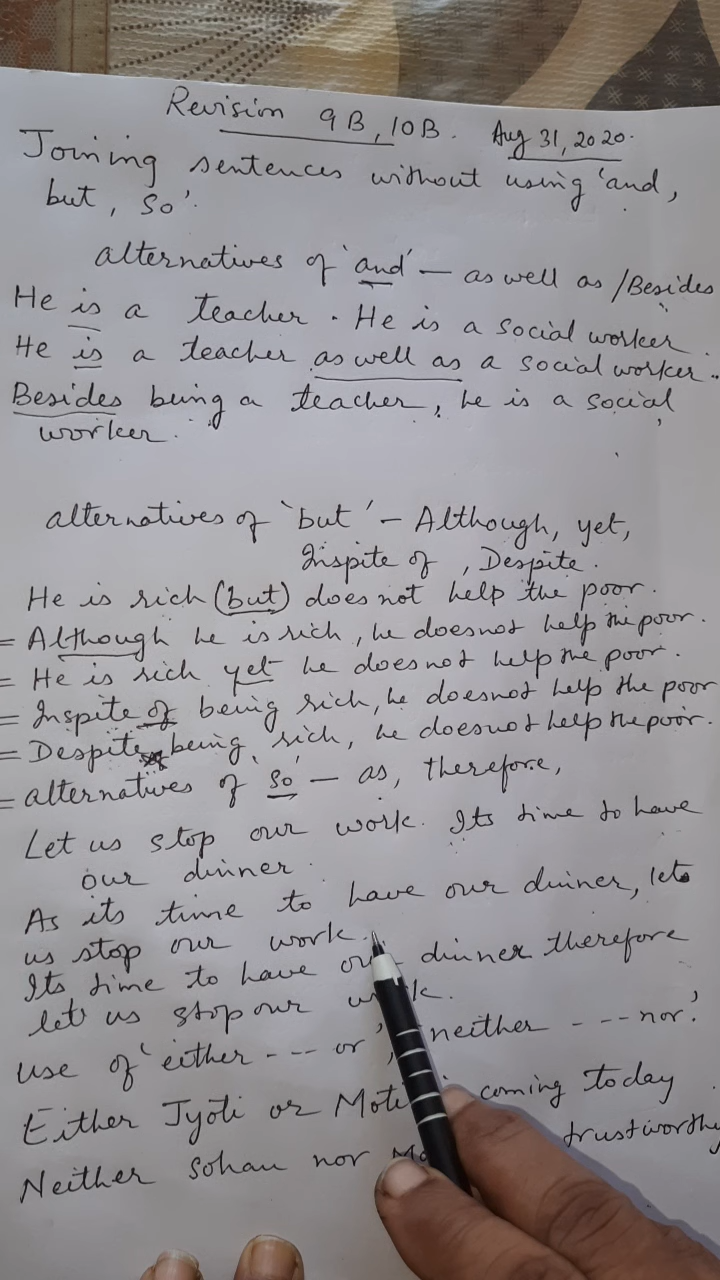 Revision 9B, 10B. Aug 31, 2020.
Joining sentences without using 'and,
but, so'.
alternatives of 'and' — as well as /Besides
He is a teacher. He is a social worker.
He is a teacher as well as a social worker..
Besides being a teacher, he is a social
worker.
alternatives of 'but' – Although, yet,
Inspite of, Despite.
He is rich (but) does not help the poor.
= Although he is rich, he doesnot help the poor.
= He is rich yet he doesnot help the poor.
= Inspite of being rich, he doesnot help the poor
= Despite being rich, he doesnot help the poor.
= alternatives of 'so' — as, therefore,
Let us stop our work. Its time to have
our dinner.
As its time to have our dinner, let
us stop our work.
Its time to have our dinner therefore
let us stop our
use of 'either --- or', neither --- nor'
Either Jyoti or Moti coming today
Neither Sohan nor trustworthy